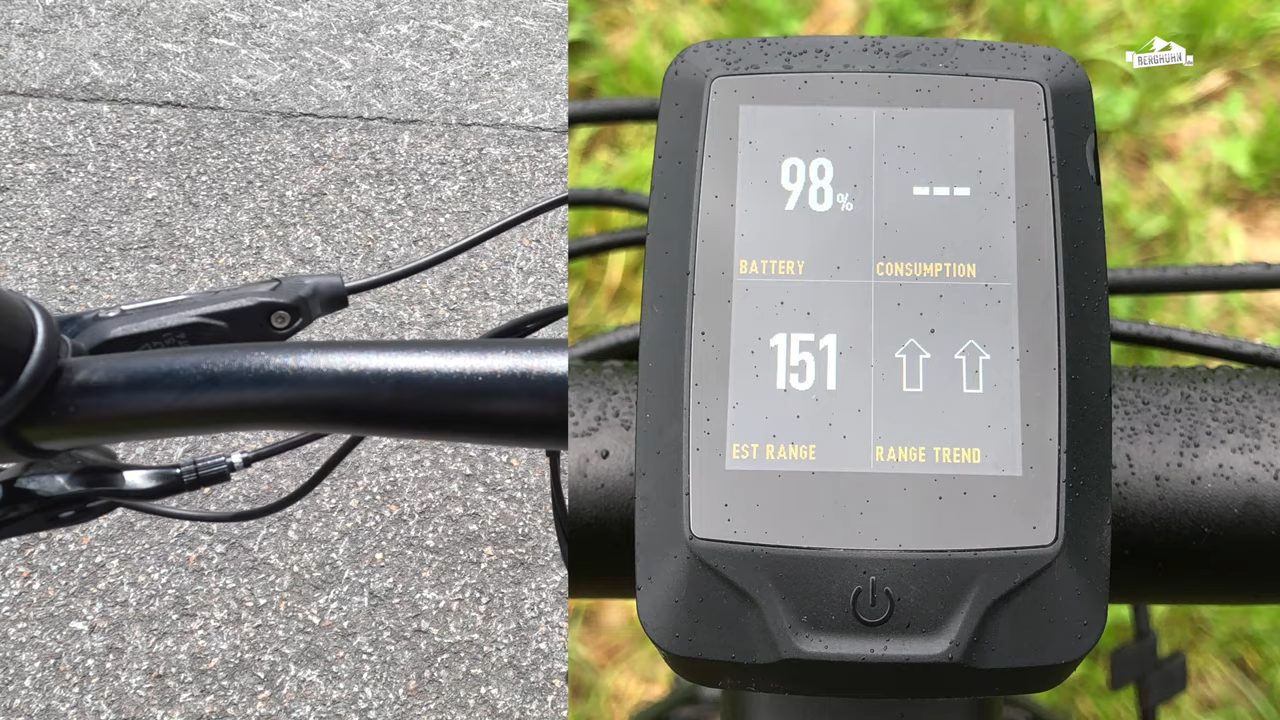 BERGHUHN
98%
---
BATTERY
CONSUMPTION
151
EST RANGE
RANGE TREND